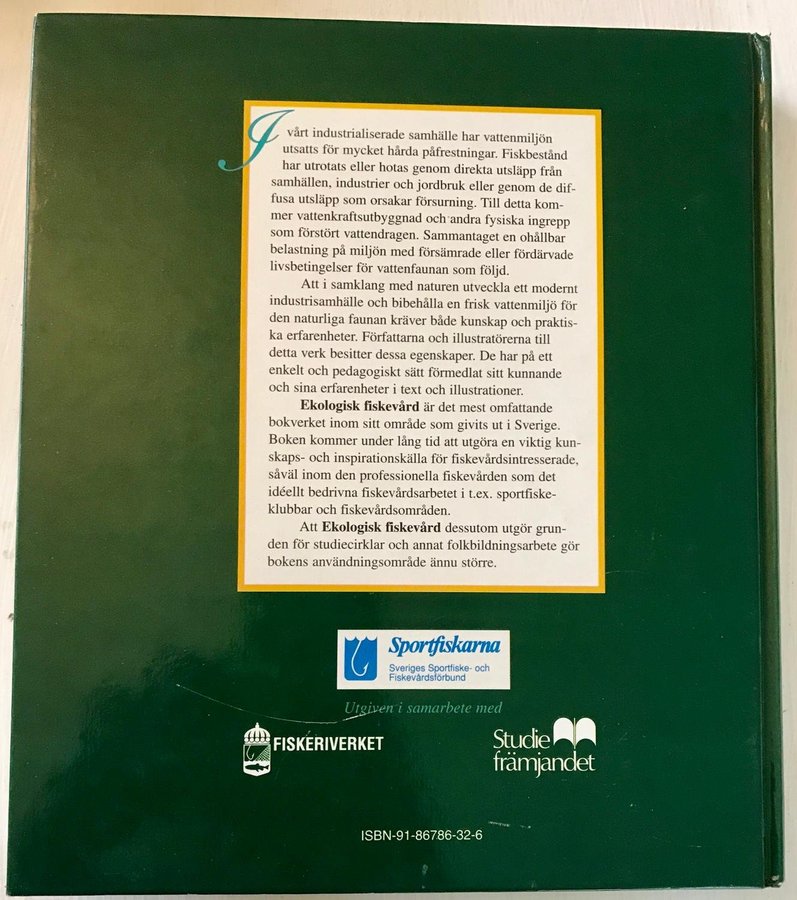 I vårt industrialiserade samhälle har vattenmiljön
utsatts för mycket hårda påfrestningar. Fiskbestånd
har utrotats eller hotas genom direkta utsläpp från
samhällen, industrier och jordbruk eller genom de dif-
fusa utsläpp som orsakar försurning. Till detta kom-
mer vattenkraftsutbyggnad och andra fysiska ingrepp
som förstört vattendragen. Sammantaget en ohållbar
belastning på miljön med försämrade eller fördärvade
livsbetingelser för vattenfaunan som följd.
Att i samklang med naturen utveckla ett modernt
industrisamhälle och bibehålla en frisk vattenmiljö för
den naturliga faunan kräver både kunskap och praktis-
ka erfarenheter. Författarna och illustratörerna till
detta verk besitter dessa egenskaper. De har på ett
enkelt och pedagogiskt sätt förmedlat sitt kunnande
och sina erfarenheter i text och illustrationer.
Ekologisk fiskevård är det mest omfattande
bokverket inom sitt område som givits ut i Sverige.
Boken kommer under lång tid att utgöra en viktig kun-
skaps- och inspirationskälla för fiskevårdsintresserade,
såväl inom den professionella fiskevården som det
idéellt bedrivna fiskevårdsarbetet i t.ex. sportfiske-
klubbar och fiskevårdsområden.
Att Ekologisk fiskevård dessutom utgör grun-
den för studiecirklar och annat folkbildningsarbete gör
bokens användningsområde ännu större.
Sportfiskarna
Sveriges Sportfiske- och
Fiskevårdsförbund
Utgiven i samarbete med
FISKERIVERKET
Studie
främjandet
ISBN-91-86786-32-6